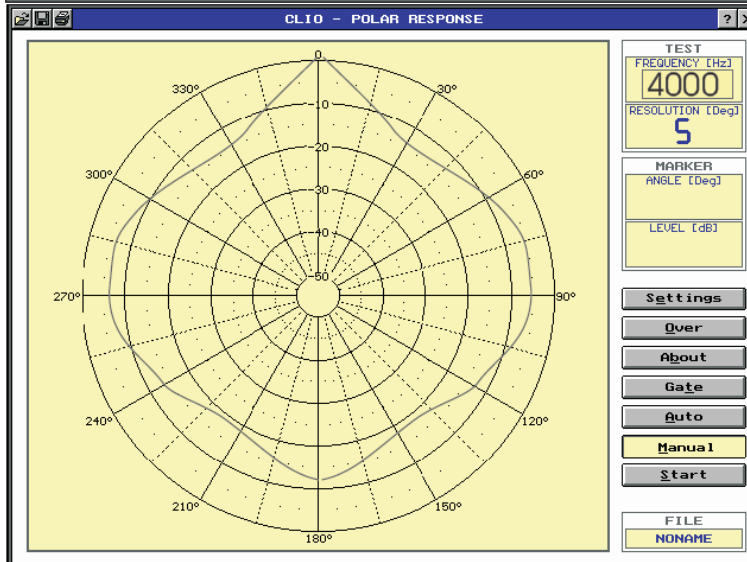 CLIO - POLAR RESPONSE
?
TEST
FREQUENCY [Hz]
4000
RESOLUTION [Deg]
5
MARKER
ANGLE [Deg]
LEVEL [dB]
Settings
Over
About
Gate
Auto
Manual
Start
FILE
NONAME
0
330°
30°
-10
-20
300°
60°
-30
-40
-50
270°
90°
240°
120°
210°
150°
180°